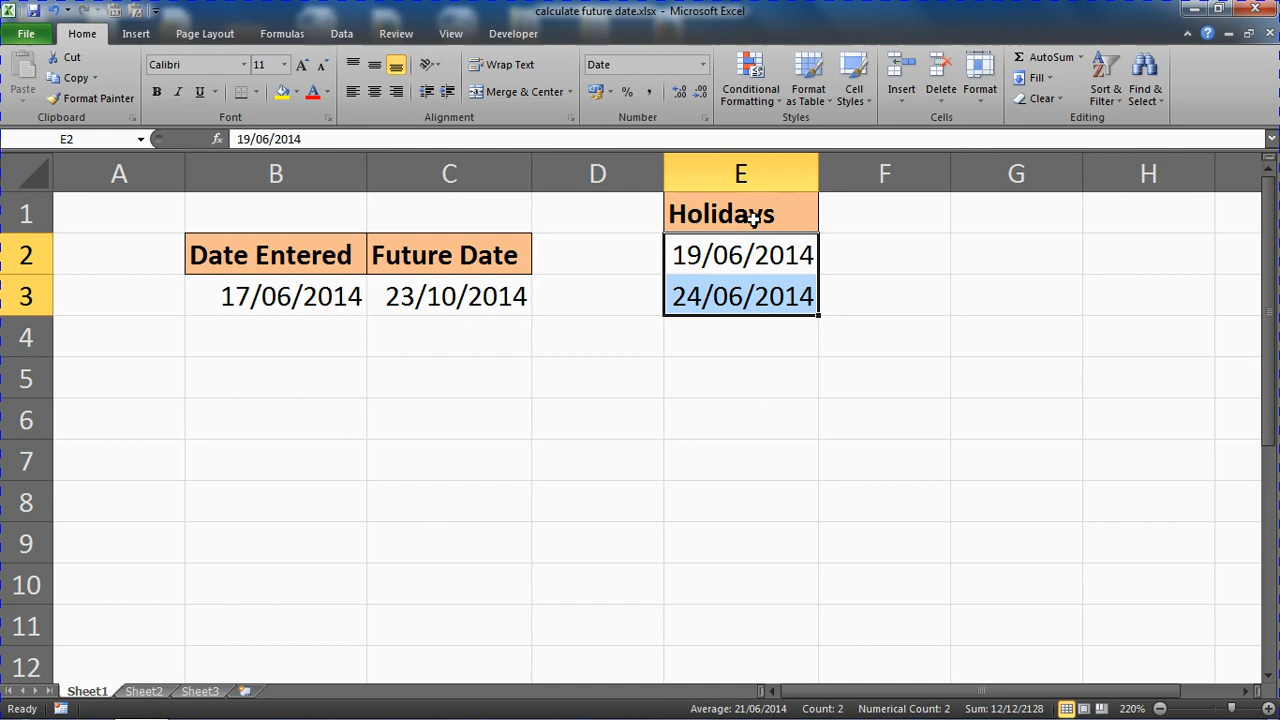 calculate future date.xlsx - Microsoft Excel
File Home Insert Page Layout Formulas Data Review View Developer
Cut
Copy
Format Painter
Paste
Clipboard
Calibri 11
B I U
Font
Wrap Text
Merge & Center
Alignment
Date
Number
Conditional Formatting
Format as Table
Cell Styles
Styles
Insert Delete Format
Cells
AutoSum
Fill
Clear
Sort & Filter
Find & Select
Editing
E2 fx 19/06/2014
A B C D E F G H
1 Holidays
2 Date Entered Future Date 19/06/2014
3 17/06/2014 23/10/2014 24/06/2014
4
5
6
7
8
9
10
11
12
Sheet1 Sheet2 Sheet3
Ready Average: 21/06/2014 Count: 2 Numerical Count: 2 Sum: 12/12/2128 220%